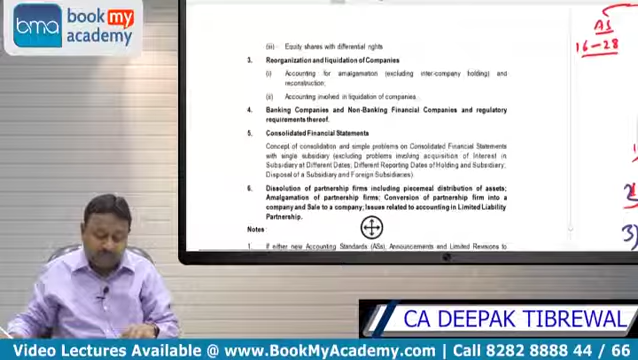 bma
book my
academy
(iii) Equity shares with differential rights
3. Reorganization and liquidation of Companies
(i) Accounting for amalgamation (excluding inter-company holding) and
reconstruction;
(ii) Accounting involved in liquidation of companies
4. Banking Companies and Non-Banking Financial Companies and regulatory
requirements thereof.
5. Consolidated Financial Statements
Concept of consolidation and simple problems on Consolidated Financial Statements
with single subsidiary (excluding problems involving acquisition of Interest in
Subsidiary at Different Dates; Different Reporting Dates of Holding and Subsidiary;
Disposal of a Subsidiary and Foreign Subsidiaries).
6. Dissolution of partnership firms including piecemeal distribution of assets;
Amalgamation of partnership firms; Conversion of partnership firm into a
company and Sale to a company; Issues related to accounting in Limited Liability
Partnership.
Notes :
1. If either new Accounting Standards (ASs), Announcements and Limited Revisions to
AS
16-28
3)
CA DEEPAK TIBREWAL
Video Lectures Available @ www.BookMyAcademy.com Call 8282 8888 44 / 66